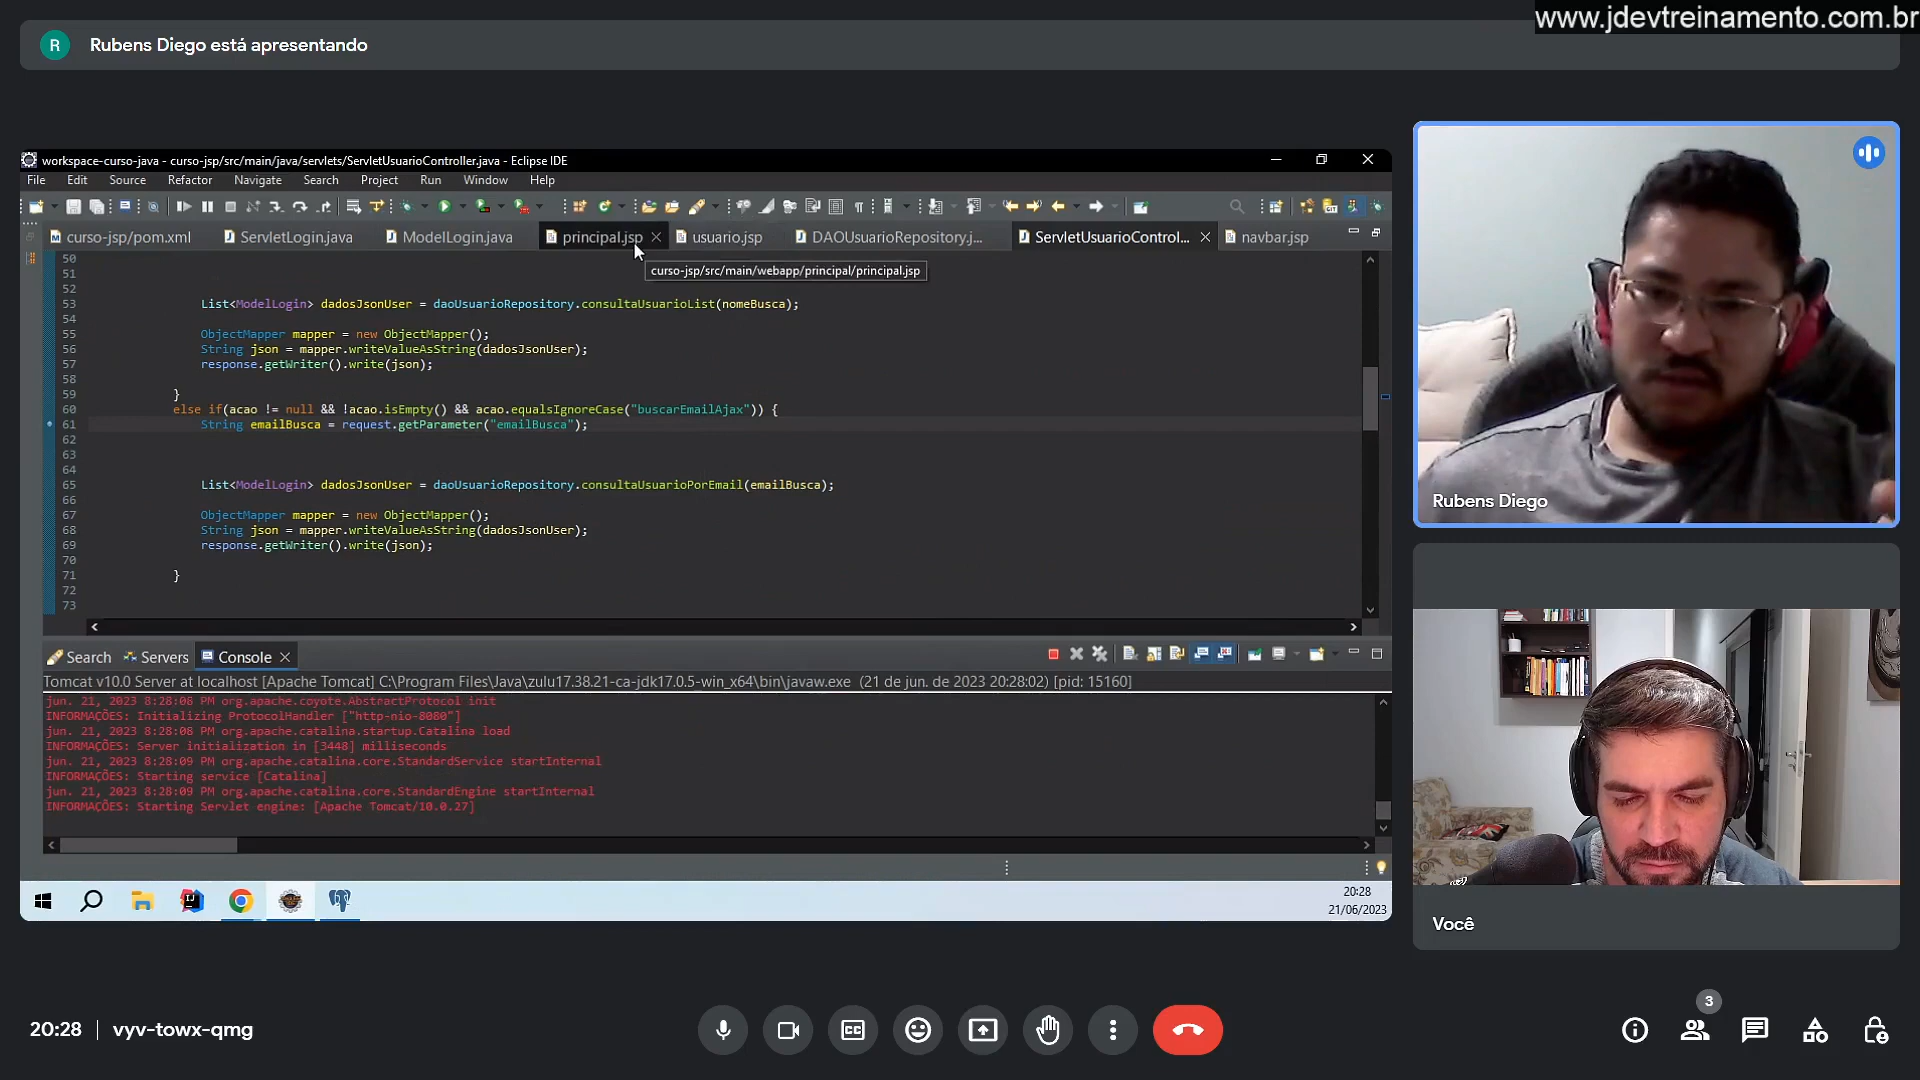 www.jdevtreinamento.com.br
R Rubens Diego está apresentando
workspace-curso-java - curso-jsp/src/main/java/servlets/ServletUsuarioController.java - Eclipse IDE
File Edit Source Refactor Navigate Search Project Run Window Help
curso-jsp/pom.xml ServletLogin.java ModelLogin.java principal.jsp usuario.jsp DAOUsuarioRepository.j... ServletUsuarioControl... navbar.jsp
curso-jsp/src/main/webapp/principal/principal.jsp
50
51
52
53 List<ModelLogin> dadosJsonUser = daoUsuarioRepository.consultaUsuarioList(nomeBusca);
54
55 ObjectMapper mapper = new ObjectMapper();
56 String json = mapper.writeValueAsString(dadosJsonUser);
57 response.getWriter().write(json);
58
59 }
60 else if(acao != null && !acao.isEmpty() && acao.equalsIgnoreCase("buscarEmailAjax")) {
61 String emailBusca = request.getParameter("emailBusca");
62
63
64
65 List<ModelLogin> dadosJsonUser = daoUsuarioRepository.consultaUsuarioPorEmail(emailBusca);
66
67 ObjectMapper mapper = new ObjectMapper();
68 String json = mapper.writeValueAsString(dadosJsonUser);
69 response.getWriter().write(json);
70
71 }
72
73
Search Servers Console
Tomcat v10.0 Server at localhost [Apache Tomcat] C:\Program Files\Java\zulu17.38.21-ca-jdk17.0.5-win_x64\bin\javaw.exe (21 de jun. de 2023 20:28:02) [pid: 15160]
jun. 21, 2023 8:28:08 PM org.apache.coyote.AbstractProtocol init
INFORMAÇÕES: Initializing ProtocolHandler ["http-nio-8080"]
jun. 21, 2023 8:28:08 PM org.apache.catalina.startup.Catalina load
INFORMAÇÕES: Server initialization in [3448] milliseconds
jun. 21, 2023 8:28:09 PM org.apache.catalina.core.StandardService startInternal
INFORMAÇÕES: Starting service [Catalina]
jun. 21, 2023 8:28:09 PM org.apache.catalina.core.StandardEngine startInternal
INFORMAÇÕES: Starting Servlet engine: [Apache Tomcat/10.0.27]
20:28
21/06/2023
Rubens Diego
Você
20:28 | vyv-towx-qmg
3